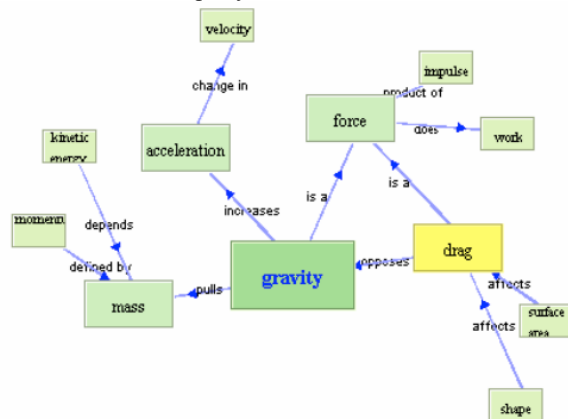 velocity
change in
impulse
product of
force
does
work
kinetic
energy
acceleration
is a
is a
depends
increases
defined by
opposes
drag
gravity
pulls
mass
affects
surface
area
affects
shape